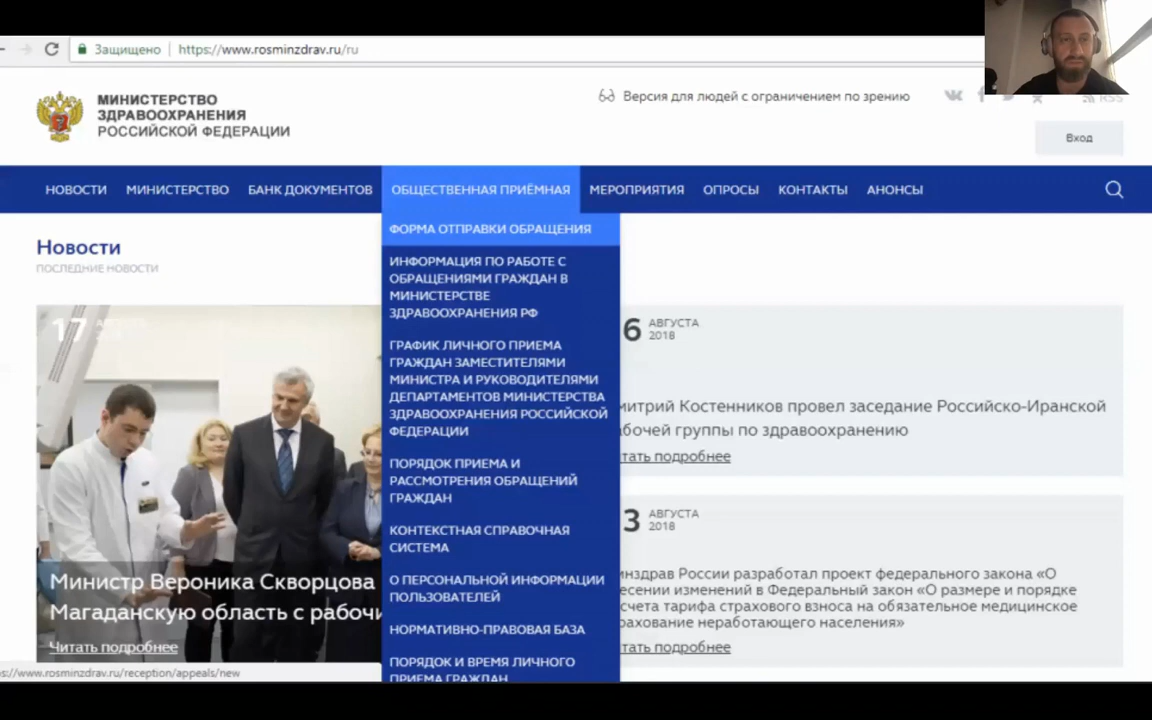 Защищено | https://www.rosminzdrav.ru/ru
МИНИСТЕРСТВО
ЗДРАВООХРАНЕНИЯ
РОССИЙСКОЙ ФЕДЕРАЦИИ
Версия для людей с ограничением по зрению
RSS
Вход
НОВОСТИ МИНИСТЕРСТВО БАНК ДОКУМЕНТОВ ОБЩЕСТВЕННАЯ ПРИЁМНАЯ МЕРОПРИЯТИЯ ОПРОСЫ КОНТАКТЫ АНОНСЫ
ФОРМА ОТПРАВКИ ОБРАЩЕНИЯ
ИНФОРМАЦИЯ ПО РАБОТЕ С
ОБРАЩЕНИЯМИ ГРАЖДАН В
МИНИСТЕРСТВЕ
ЗДРАВООХРАНЕНИЯ РФ
ГРАФИК ЛИЧНОГО ПРИЕМА
ГРАЖДАН ЗАМЕСТИТЕЛЯМИ
МИНИСТРА И РУКОВОДИТЕЛЯМИ
ДЕПАРТАМЕНТОВ МИНИСТЕРСТВА
ЗДРАВООХРАНЕНИЯ РОССИЙСКОЙ
ФЕДЕРАЦИИ
ПОРЯДОК ПРИЕМА И
РАССМОТРЕНИЯ ОБРАЩЕНИЙ
ГРАЖДАН
КОНТЕКСТНАЯ СПРАВОЧНАЯ
СИСТЕМА
О ПЕРСОНАЛЬНОЙ ИНФОРМАЦИИ
ПОЛЬЗОВАТЕЛЕЙ
НОРМАТИВНО-ПРАВОВАЯ БАЗА
ПОРЯДОК И ВРЕМЯ ЛИЧНОГО
ПРИЕМА ГРАЖДАН
Новости
ПОСЛЕДНИЕ НОВОСТИ
17
Министр Вероника Скворцова
Магаданскую область с рабочи
Читать подробнее
6 АВГУСТА
2018
митрий Костенников провел заседание Российско-Иранской
абочей группы по здравоохранению
тать подробнее
3 АВГУСТА
2018
инздрав России разработал проект федерального закона «О
есении изменений в Федеральный закон «О размере и порядке
счета тарифа страхового взноса на обязательное медицинское
рахование неработающего населения»
тать подробнее
s://www.rosminzdrav.ru/reception/appeals/new